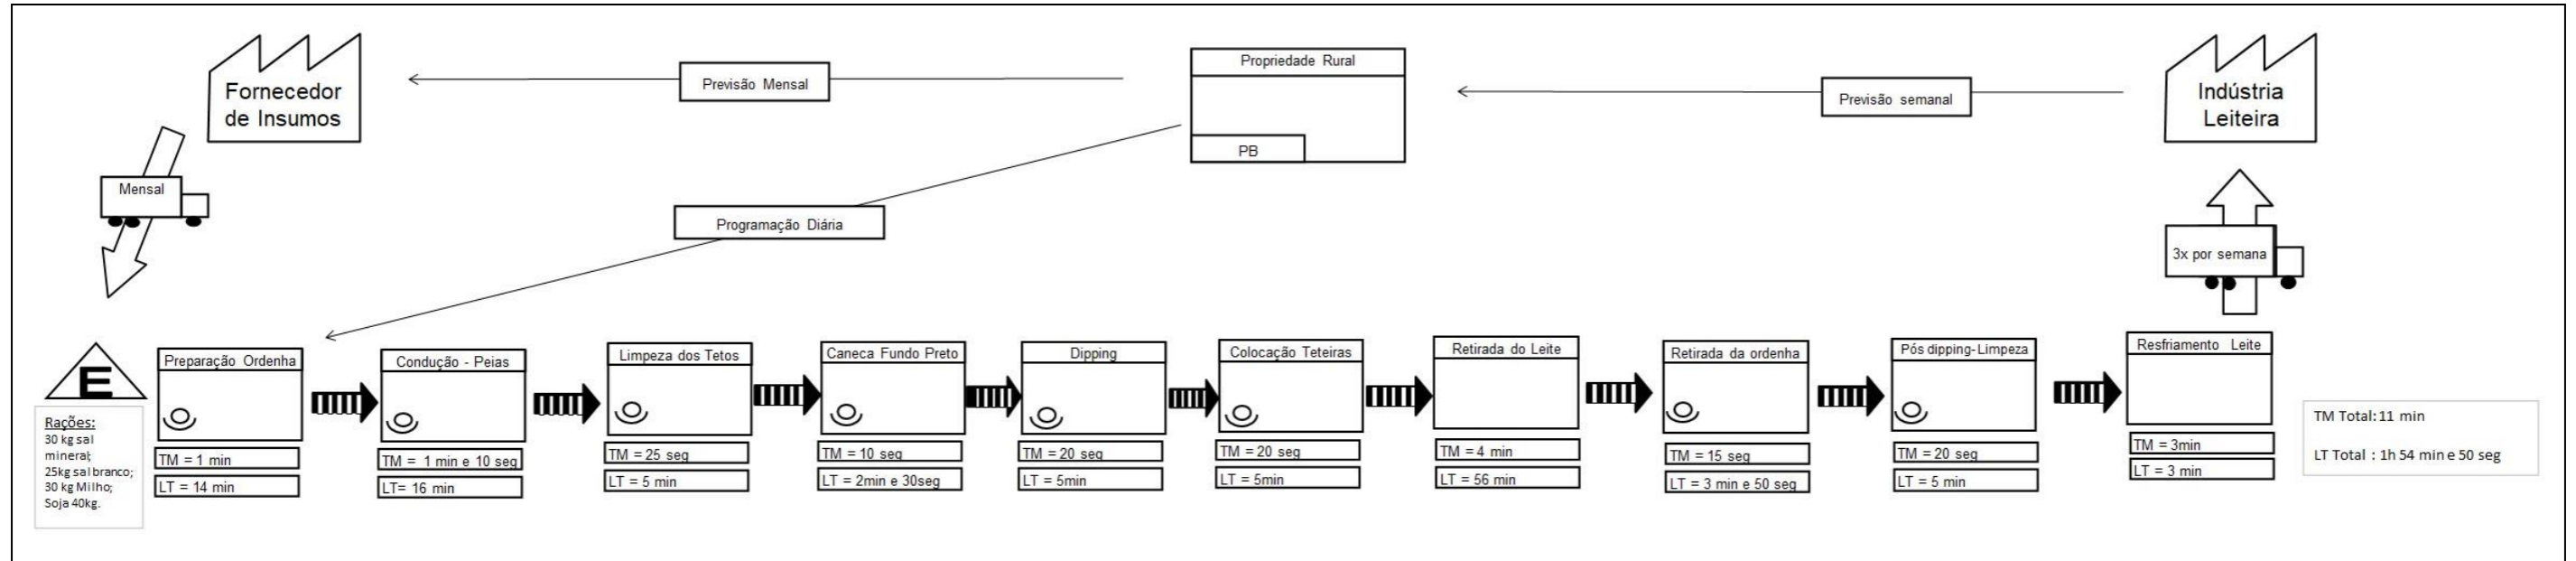 Fornecedor
de Insumos
Previsão Mensal
Propriedade Rural
PB
Previsão semanal
Indústria
Leiteira
Mensal
Programação Diária
3x por semana
E
Rações:
30 kg sal
mineral;
25kg sal branco;
30 kg Milho;
Soja 40kg.
Preparação Ordenha
TM = 1 min
LT = 14 min
Condução - Peias
TM = 1 min e 10 seg
LT= 16 min
Limpeza dos Tetos
TM = 25 seg
LT = 5 min
Caneca Fundo Preto
TM = 10 seg
LT = 2min e 30seg
Dipping
TM = 20 seg
LT = 5min
Colocação Teteiras
TM = 20 seg
LT = 5min
Retirada do Leite
TM = 4 min
LT = 56 min
Retirada da ordenha
TM = 15 seg
LT = 3 min e 50 seg
Pós dipping-Limpeza
TM = 20 seg
LT = 5 min
Resfriamento Leite
TM = 3min
LT = 3 min
TM Total: 11 min
LT Total : 1h 54 min e 50 seg